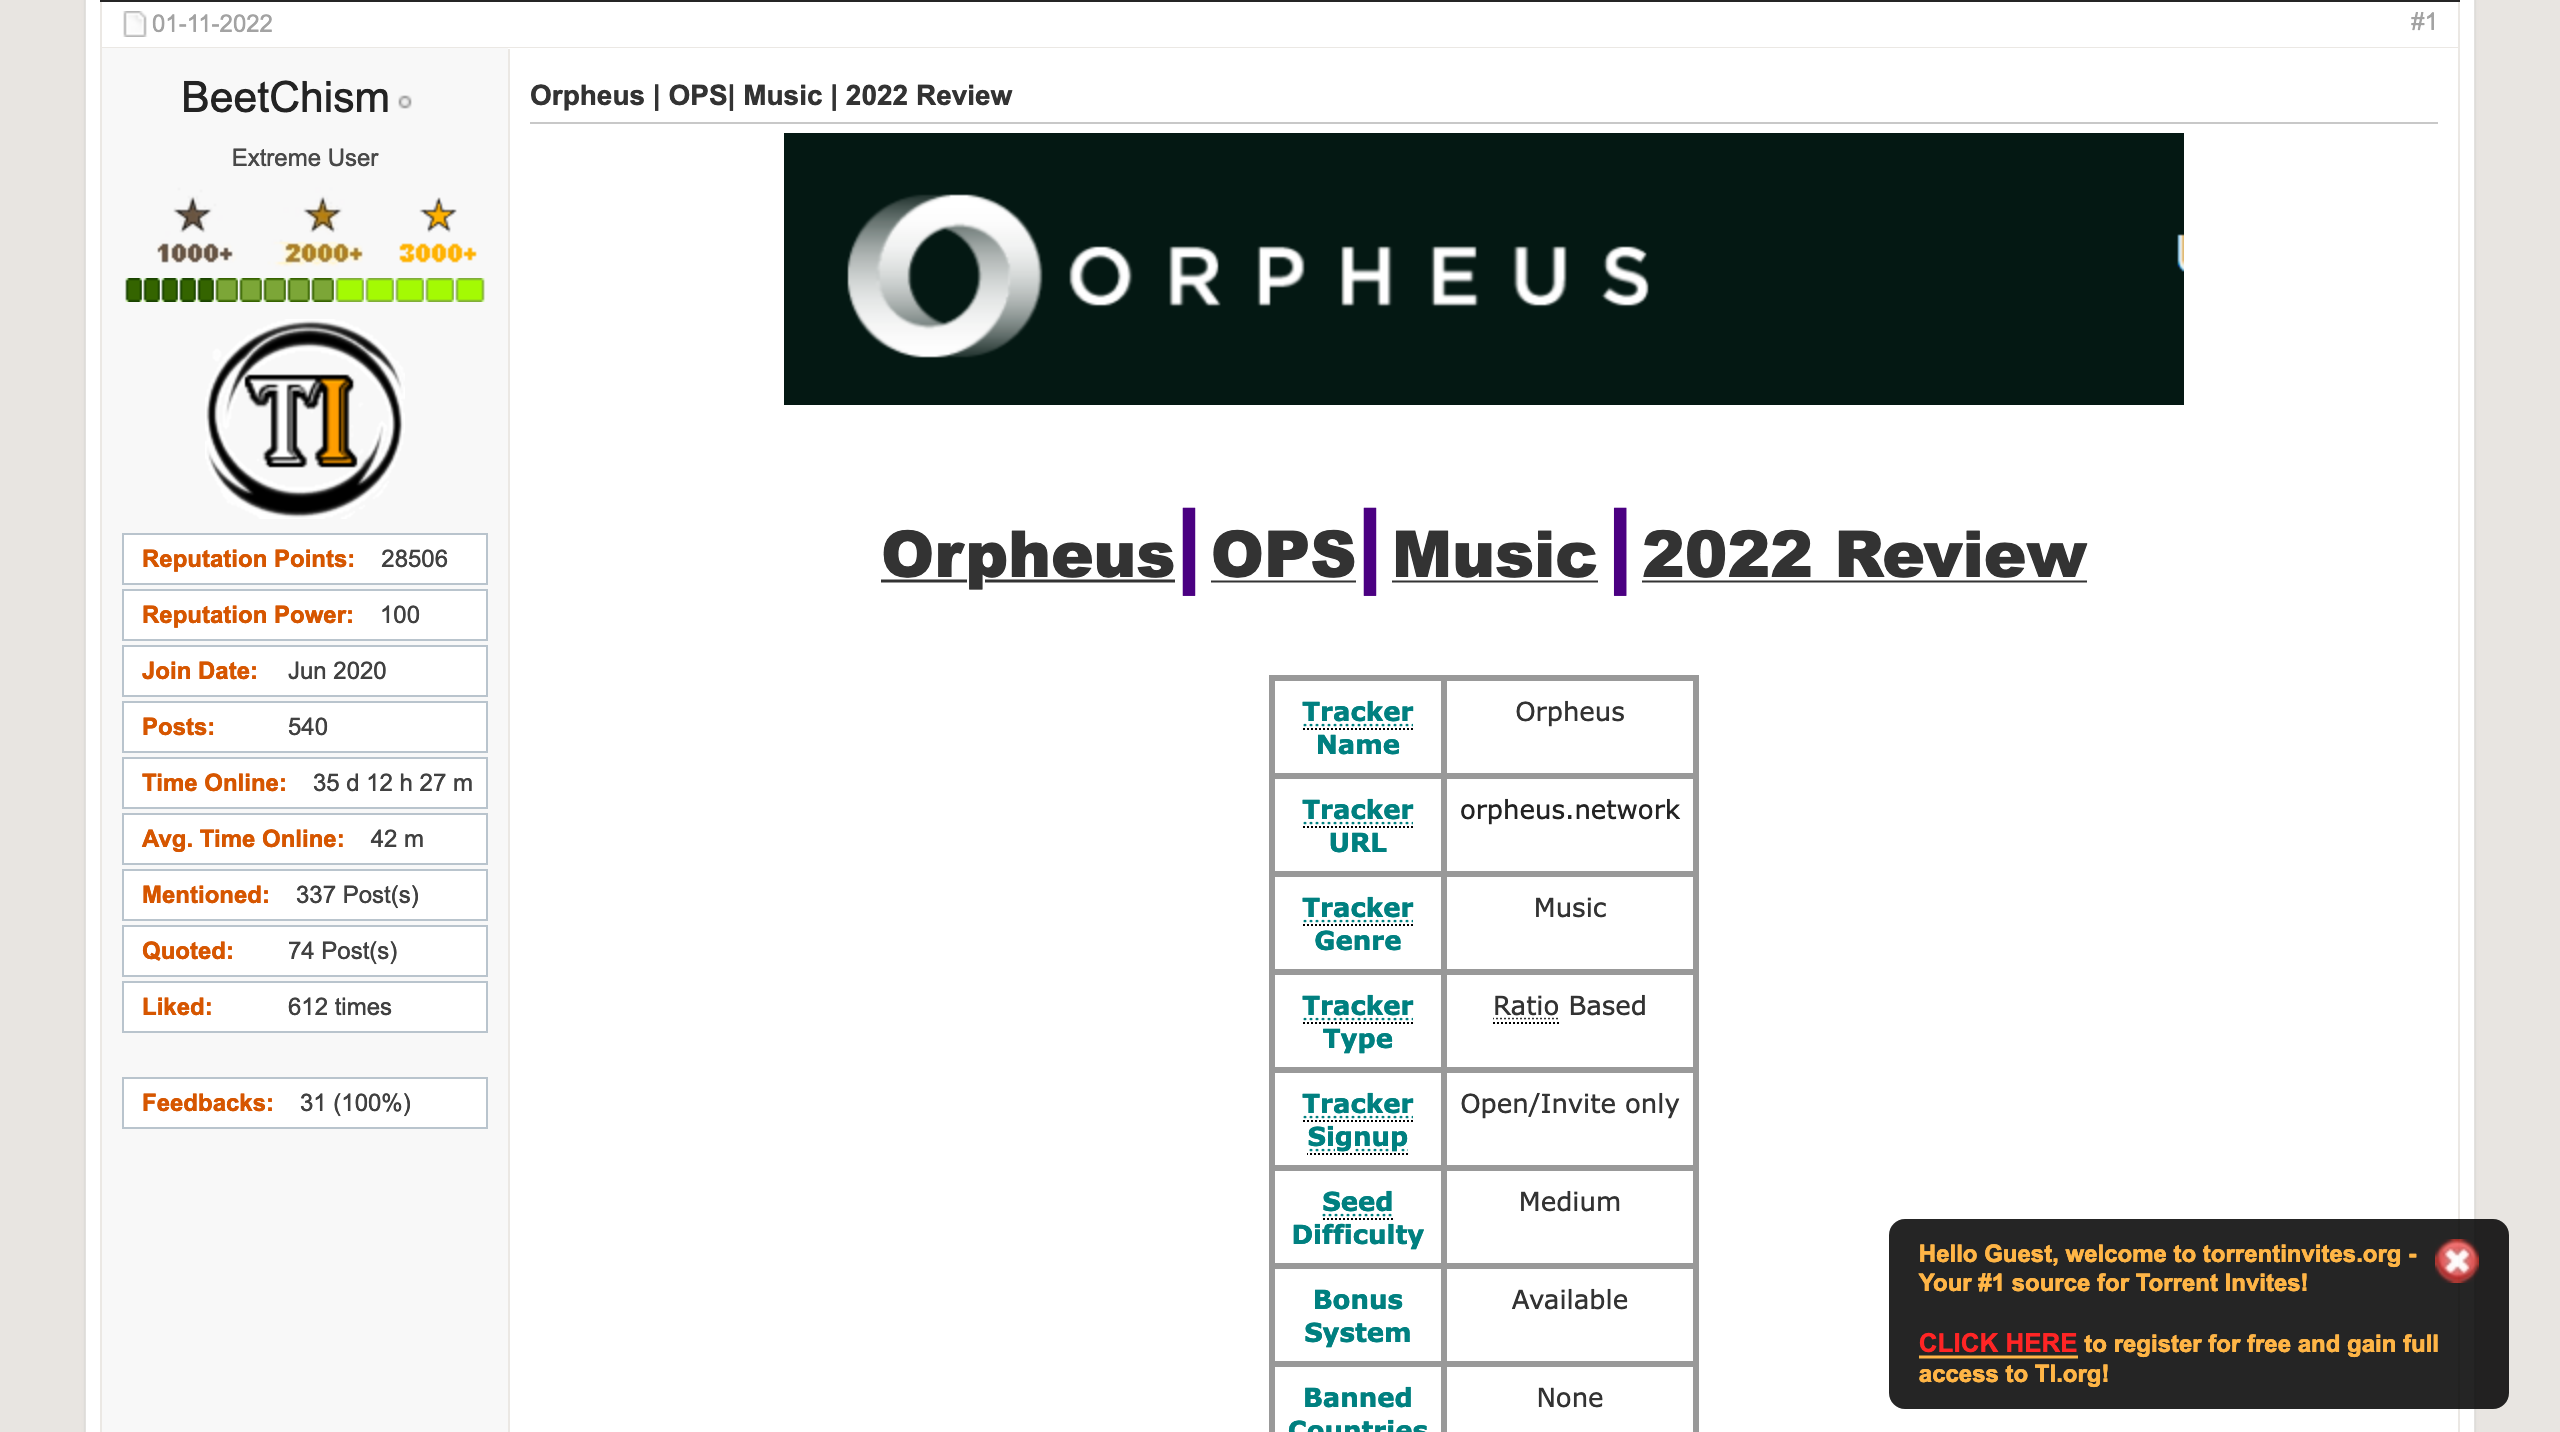 01-11-2022
#1
BeetChism
Extreme User
1000+ 2000+ 3000+
TI
Reputation Points: 28506
Reputation Power: 100
Join Date: Jun 2020
Posts: 540
Time Online: 35 d 12 h 27 m
Avg. Time Online: 42 m
Mentioned: 337 Post(s)
Quoted: 74 Post(s)
Liked: 612 times
Feedbacks: 31 (100%)
Orpheus | OPS| Music | 2022 Review
ORPHEUS
Orpheus| OPS| Music | 2022 Review
Tracker
Name
Orpheus
Tracker
URL
orpheus.network
Tracker
Genre
Music
Tracker
Type
Ratio Based
Tracker
Signup
Open/Invite only
Seed
Difficulty
Medium
Bonus
System
Available
Banned
Countries
None
Hello Guest, welcome to torrentinvites.org -
Your #1 source for Torrent Invites!
CLICK HERE to register for free and gain full
access to TI.org!